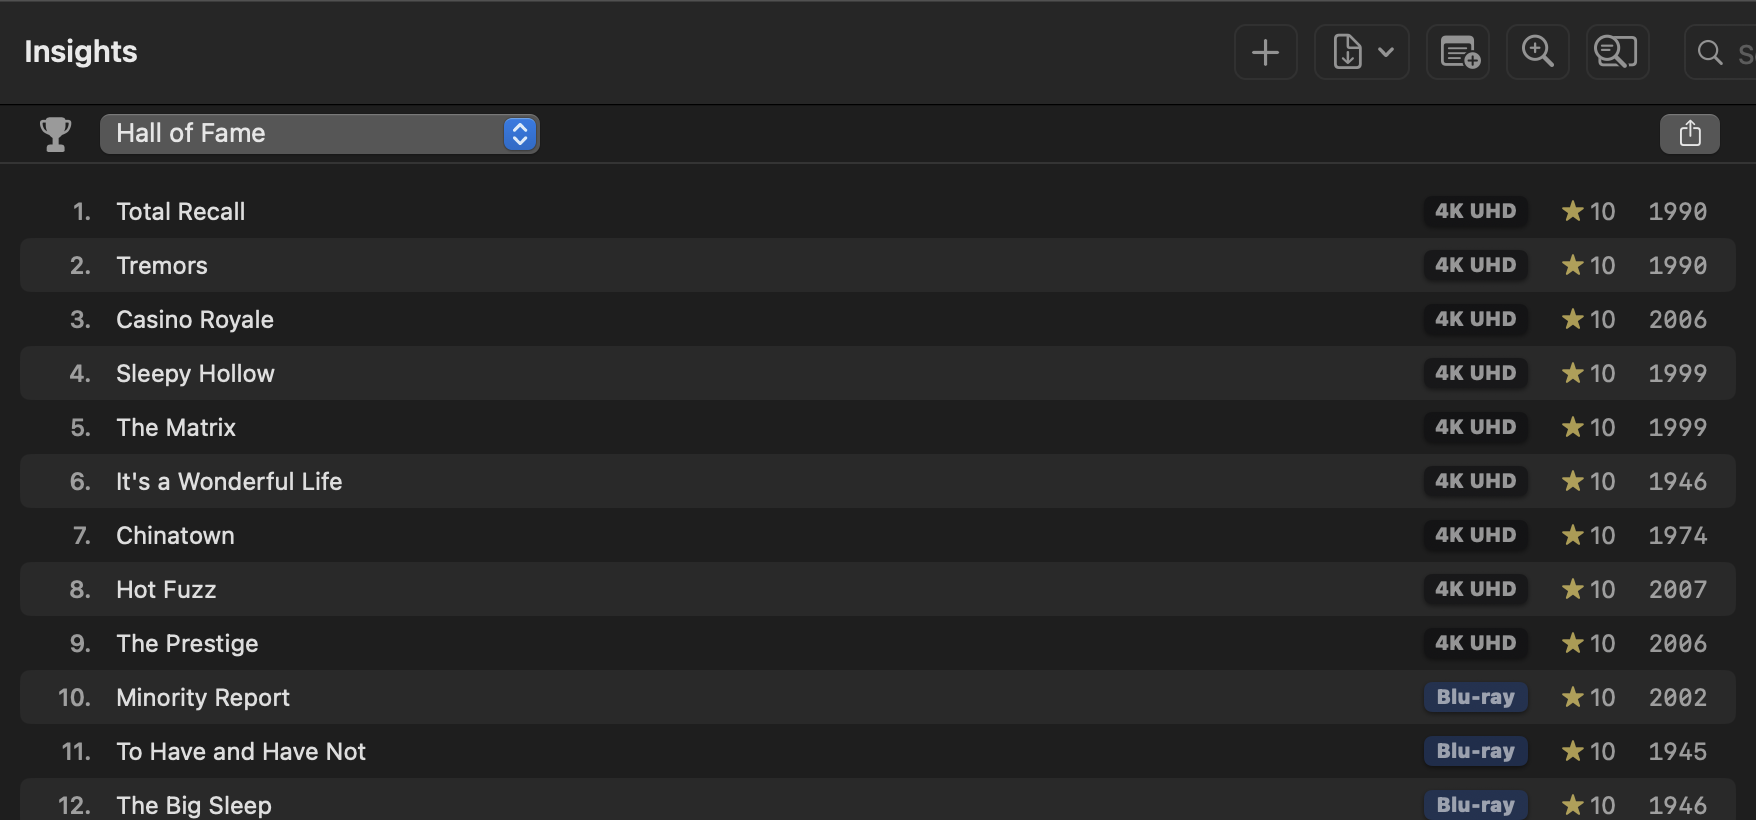 Insights
Hall of Fame
1. Total Recall 4K UHD ★ 10 1990
2. Tremors 4K UHD ★ 10 1990
3. Casino Royale 4K UHD ★ 10 2006
4. Sleepy Hollow 4K UHD ★ 10 1999
5. The Matrix 4K UHD ★ 10 1999
6. It's a Wonderful Life 4K UHD ★ 10 1946
7. Chinatown 4K UHD ★ 10 1974
8. Hot Fuzz 4K UHD ★ 10 2007
9. The Prestige 4K UHD ★ 10 2006
10. Minority Report Blu-ray ★ 10 2002
11. To Have and Have Not Blu-ray ★ 10 1945
12. The Big Sleep Blu-ray ★ 10 1946